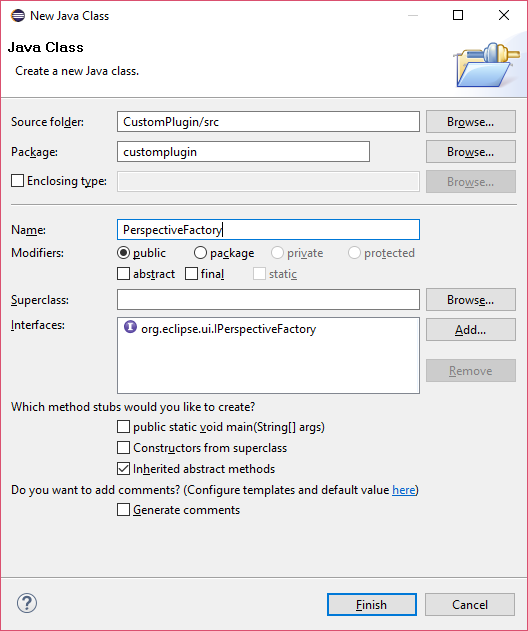 New Java Class
Java Class
Create a new Java class.
Source folder: CustomPlugin/src Browse...
Package: customplugin Browse...
Enclosing type: Browse...
Name: PerspectiveFactory
Modifiers: public package private protected
abstract final static
Superclass: Browse...
Interfaces: org.eclipse.ui.IPerspectiveFactory Add...
Remove
Which method stubs would you like to create?
public static void main(String[] args)
Constructors from superclass
Inherited abstract methods
Do you want to add comments? (Configure templates and default value here)
Generate comments
? Finish Cancel